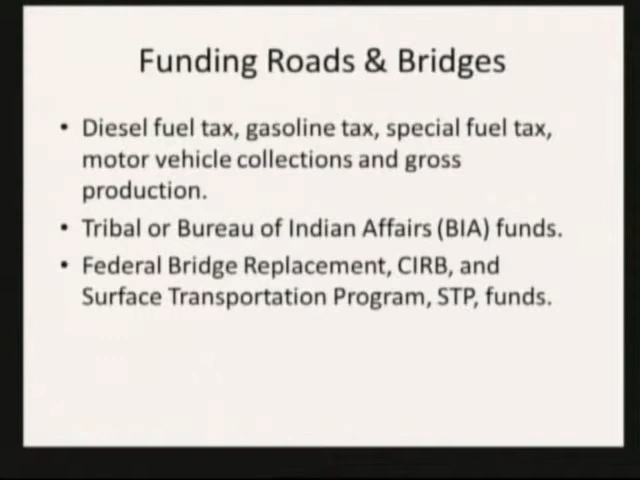 Funding Roads & Bridges
• Diesel fuel tax, gasoline tax, special fuel tax,
motor vehicle collections and gross
production.
• Tribal or Bureau of Indian Affairs (BIA) funds.
• Federal Bridge Replacement, CIRB, and
Surface Transportation Program, STP, funds.